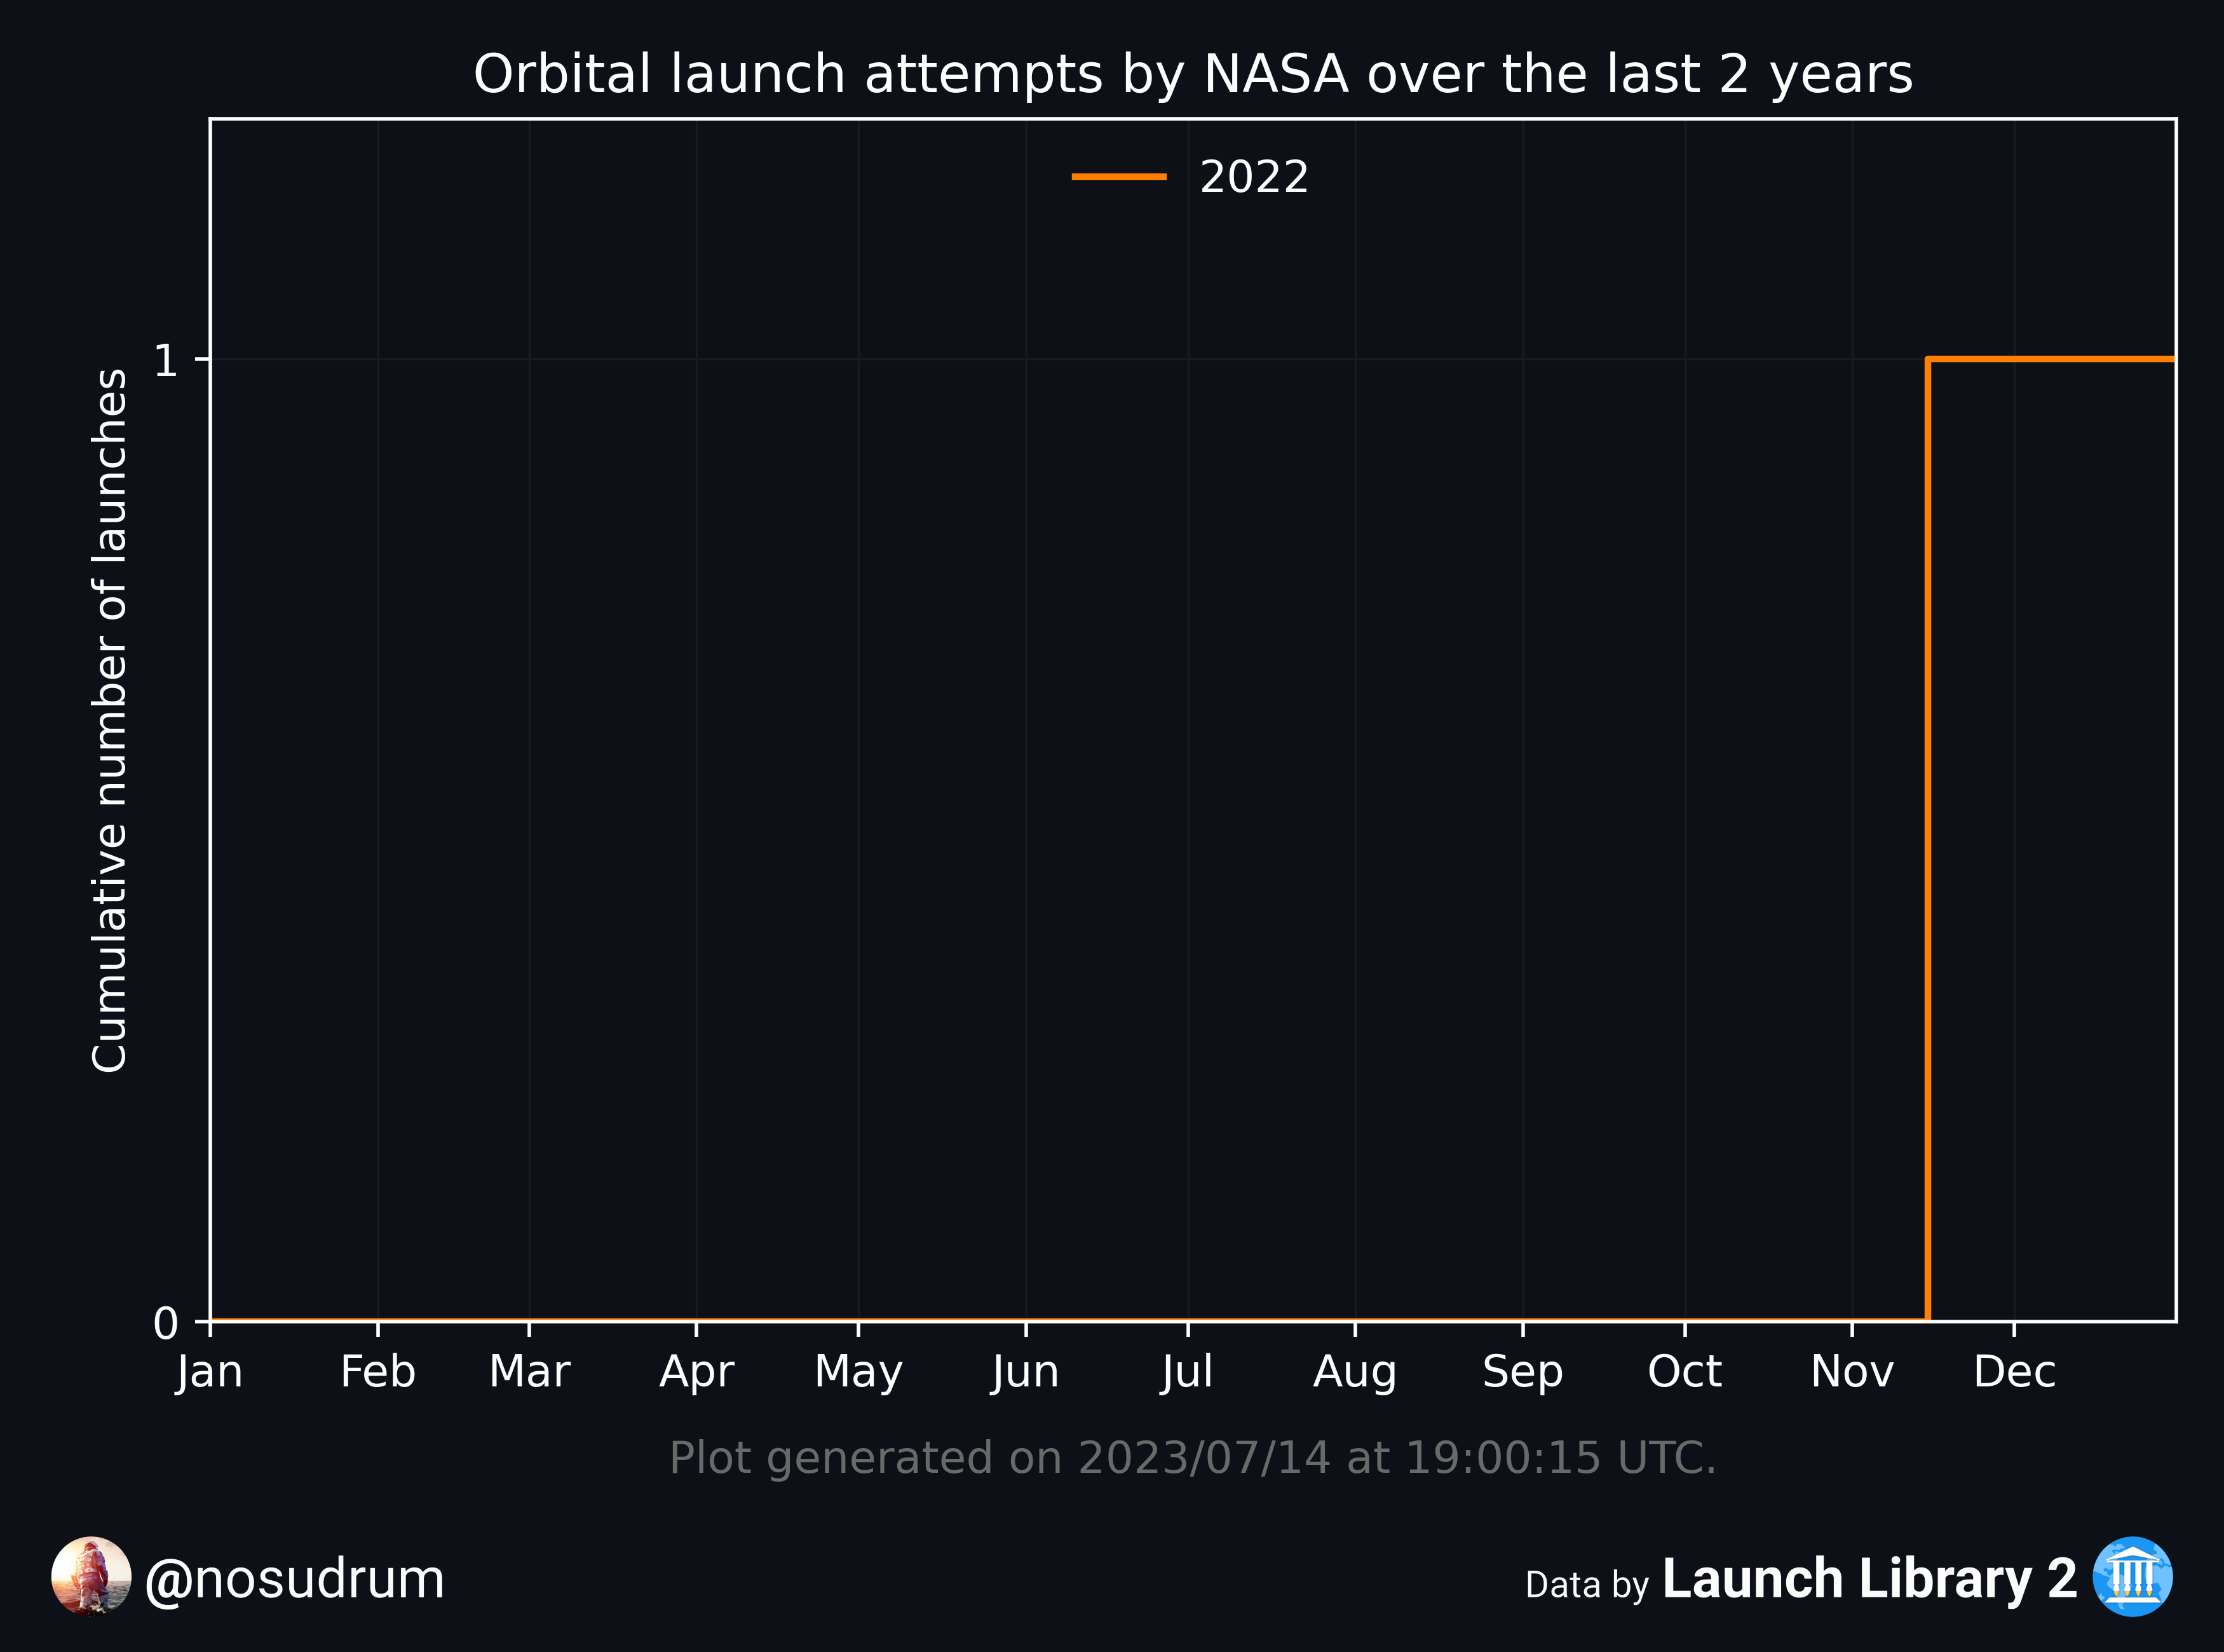 Orbital launch attempts by NASA over the last 2 years
2022
Cumulative number of launches
1
0
Jan Feb Mar Apr May Jun Jul Aug Sep Oct Nov Dec
Plot generated on 2023/07/14 at 19:00:15 UTC.
@nosudrum
Data by Launch Library 2